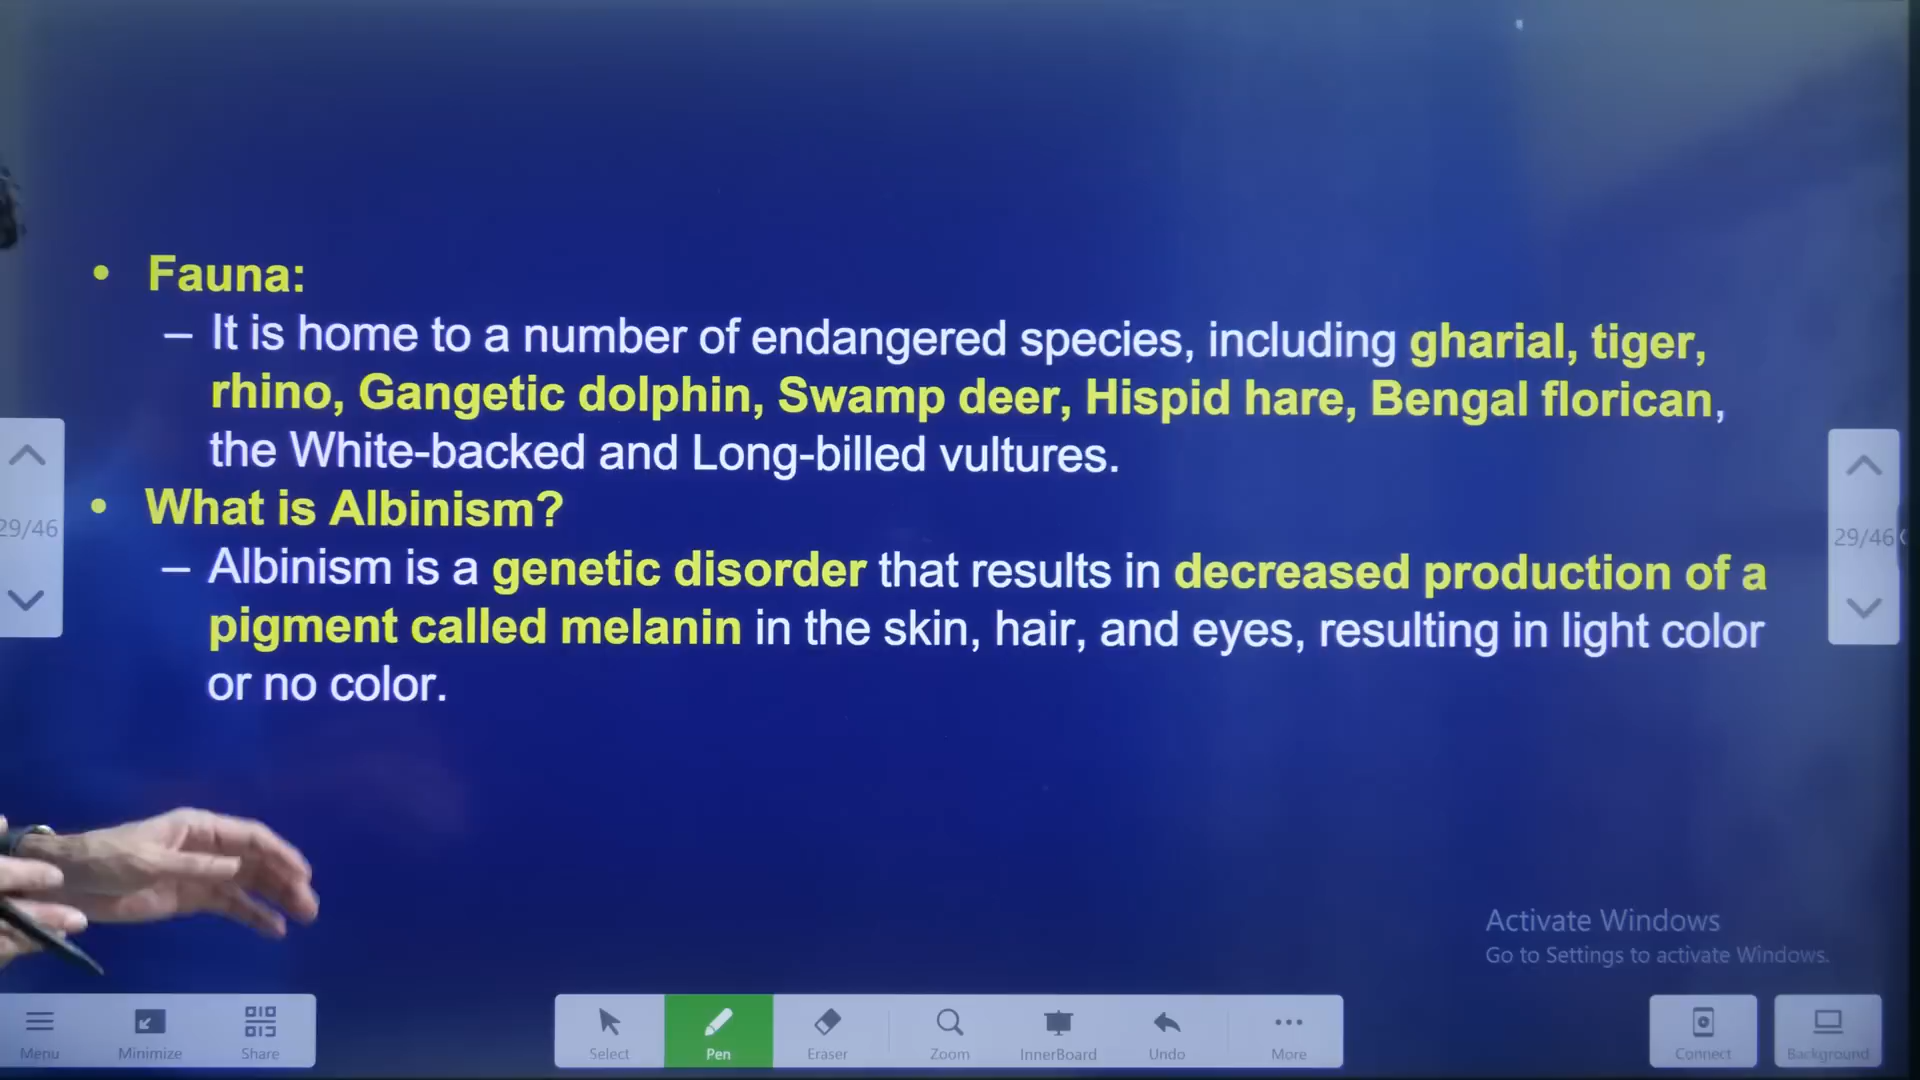 • Fauna:
– It is home to a number of endangered species, including gharial, tiger,
rhino, Gangetic dolphin, Swamp deer, Hispid hare, Bengal florican,
the White-backed and Long-billed vultures.
• What is Albinism?
– Albinism is a genetic disorder that results in decreased production of a
pigment called melanin in the skin, hair, and eyes, resulting in light color
or no color.
29/46
29/46
Activate Windows
Go to Settings to activate Windows.
Menu Minimize Share Select Pen Eraser Zoom InnerBoard Undo More Connect Background